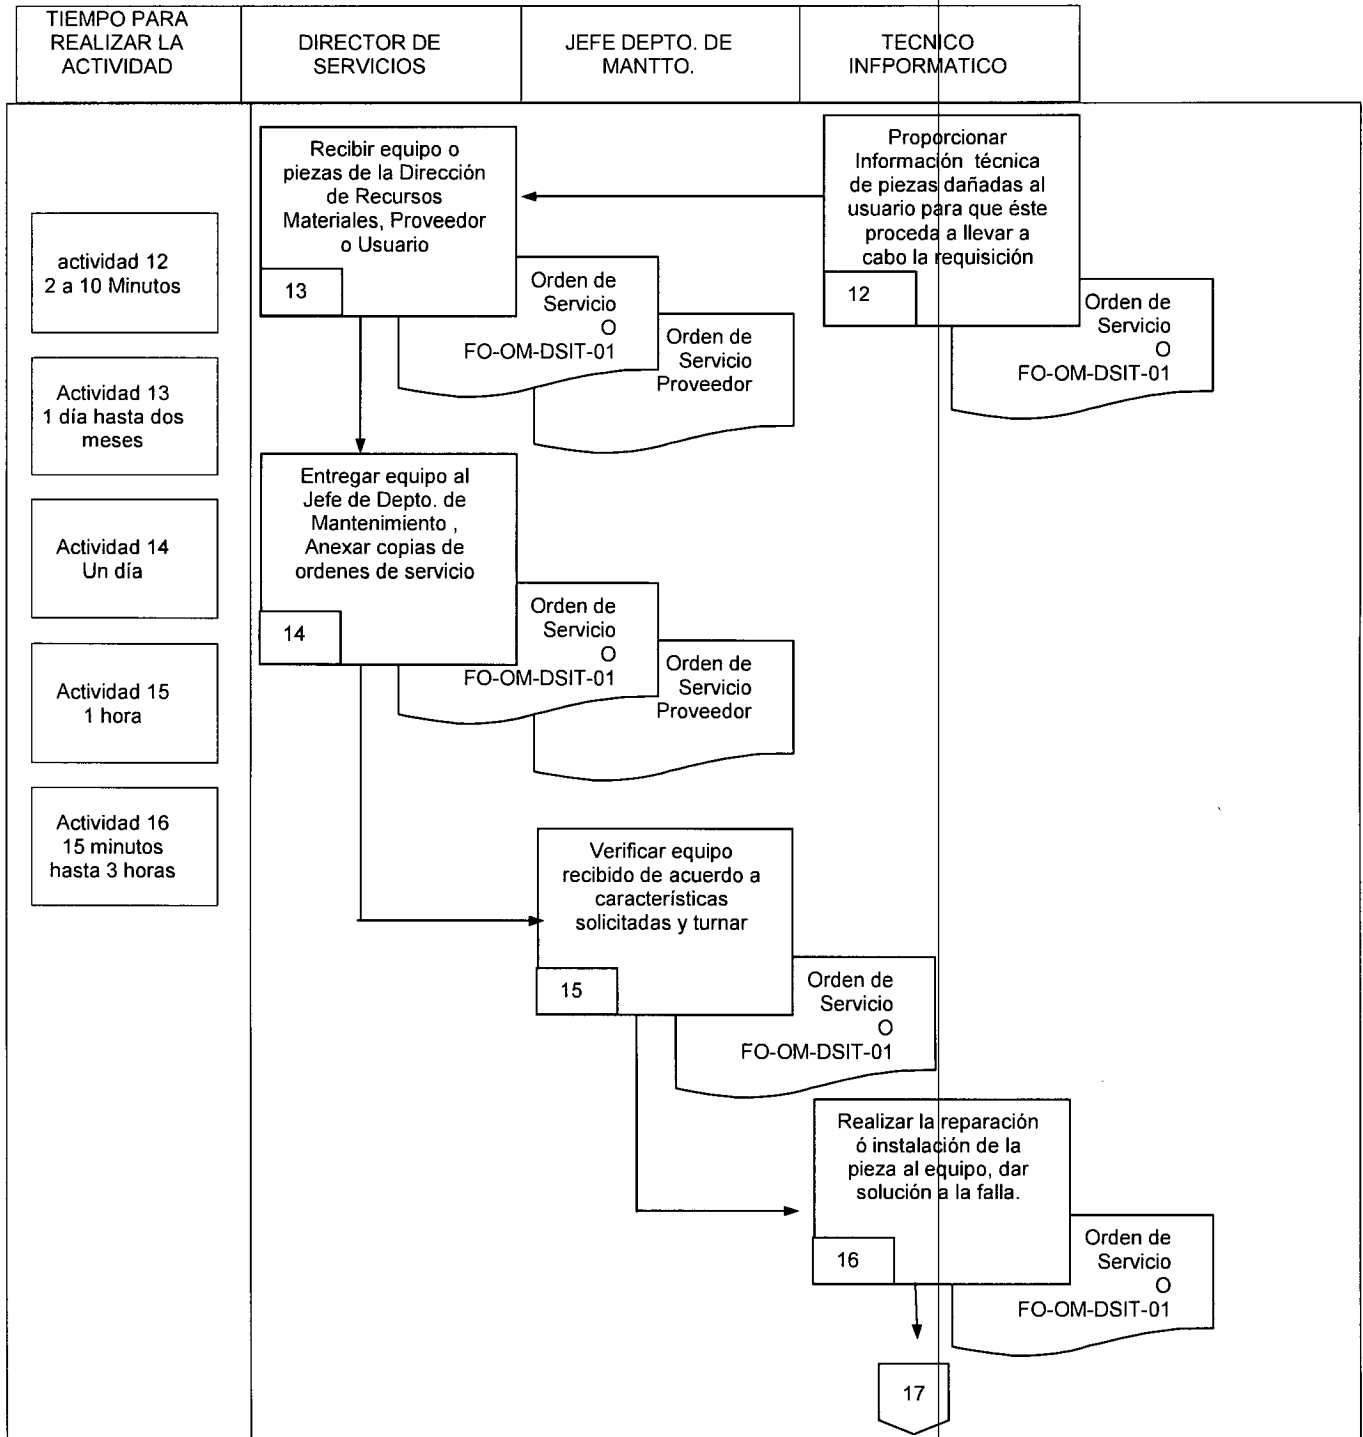 TIEMPO PARA
REALIZAR LA
ACTIVIDAD
DIRECTOR DE
SERVICIOS
JEFE DEPTO. DE
MANTTO.
TECNICO
INFPORMATICO
Recibir equipo o
piezas de la Dirección
de Recursos
Materiales, Proveedor
o Usuario
13
Orden de
Servicio
O
FO-OM-DSIT-01
Orden de
Servicio
Proveedor
Proporcionar
Información técnica
de piezas dañadas al
usuario para que éste
proceda a llevar a
cabo la requisición
12
Orden de
Servicio
O
FO-OM-DSIT-01
actividad 12
2 a 10 Minutos
Actividad 13
1 día hasta dos
meses
Actividad 14
Un día
Actividad 15
1 hora
Actividad 16
15 minutos
hasta 3 horas
Entregar equipo al
Jefe de Depto. de
Mantenimiento ,
Anexar copias de
ordenes de servicio
14
Orden de
Servicio
O
FO-OM-DSIT-01
Orden de
Servicio
Proveedor
Verificar equipo
recibido de acuerdo a
características
solicitadas y turnar
15
Orden de
Servicio
O
FO-OM-DSIT-01
Realizar la reparación
ó instalación de la
pieza al equipo, dar
solución a la falla.
16
Orden de
Servicio
O
FO-OM-DSIT-01
17